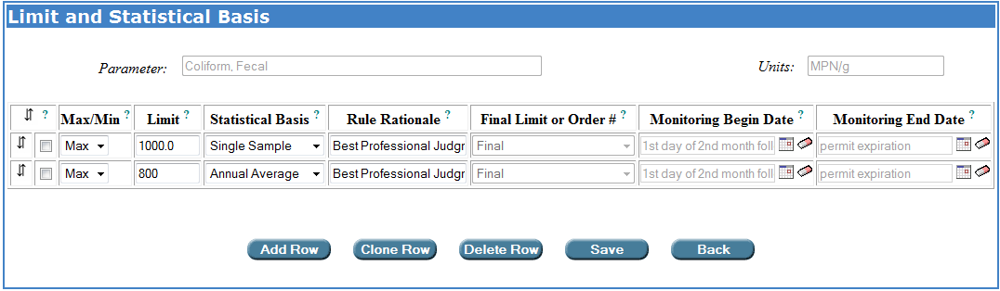 Limit and Statistical Basis
Parameter: Coliform, Fecal Units: MPN/g
? Max/Min ? Limit ? Statistical Basis ? Rule Rationale ? Final Limit or Order # ? Monitoring Begin Date ? Monitoring End Date ?
Max 1000.0 Single Sample Best Professional Judgr Final 1st day of 2nd month foll permit expiration
Max 800 Annual Average Best Professional Judgr Final 1st day of 2nd month foll permit expiration
Add Row Clone Row Delete Row Save Back